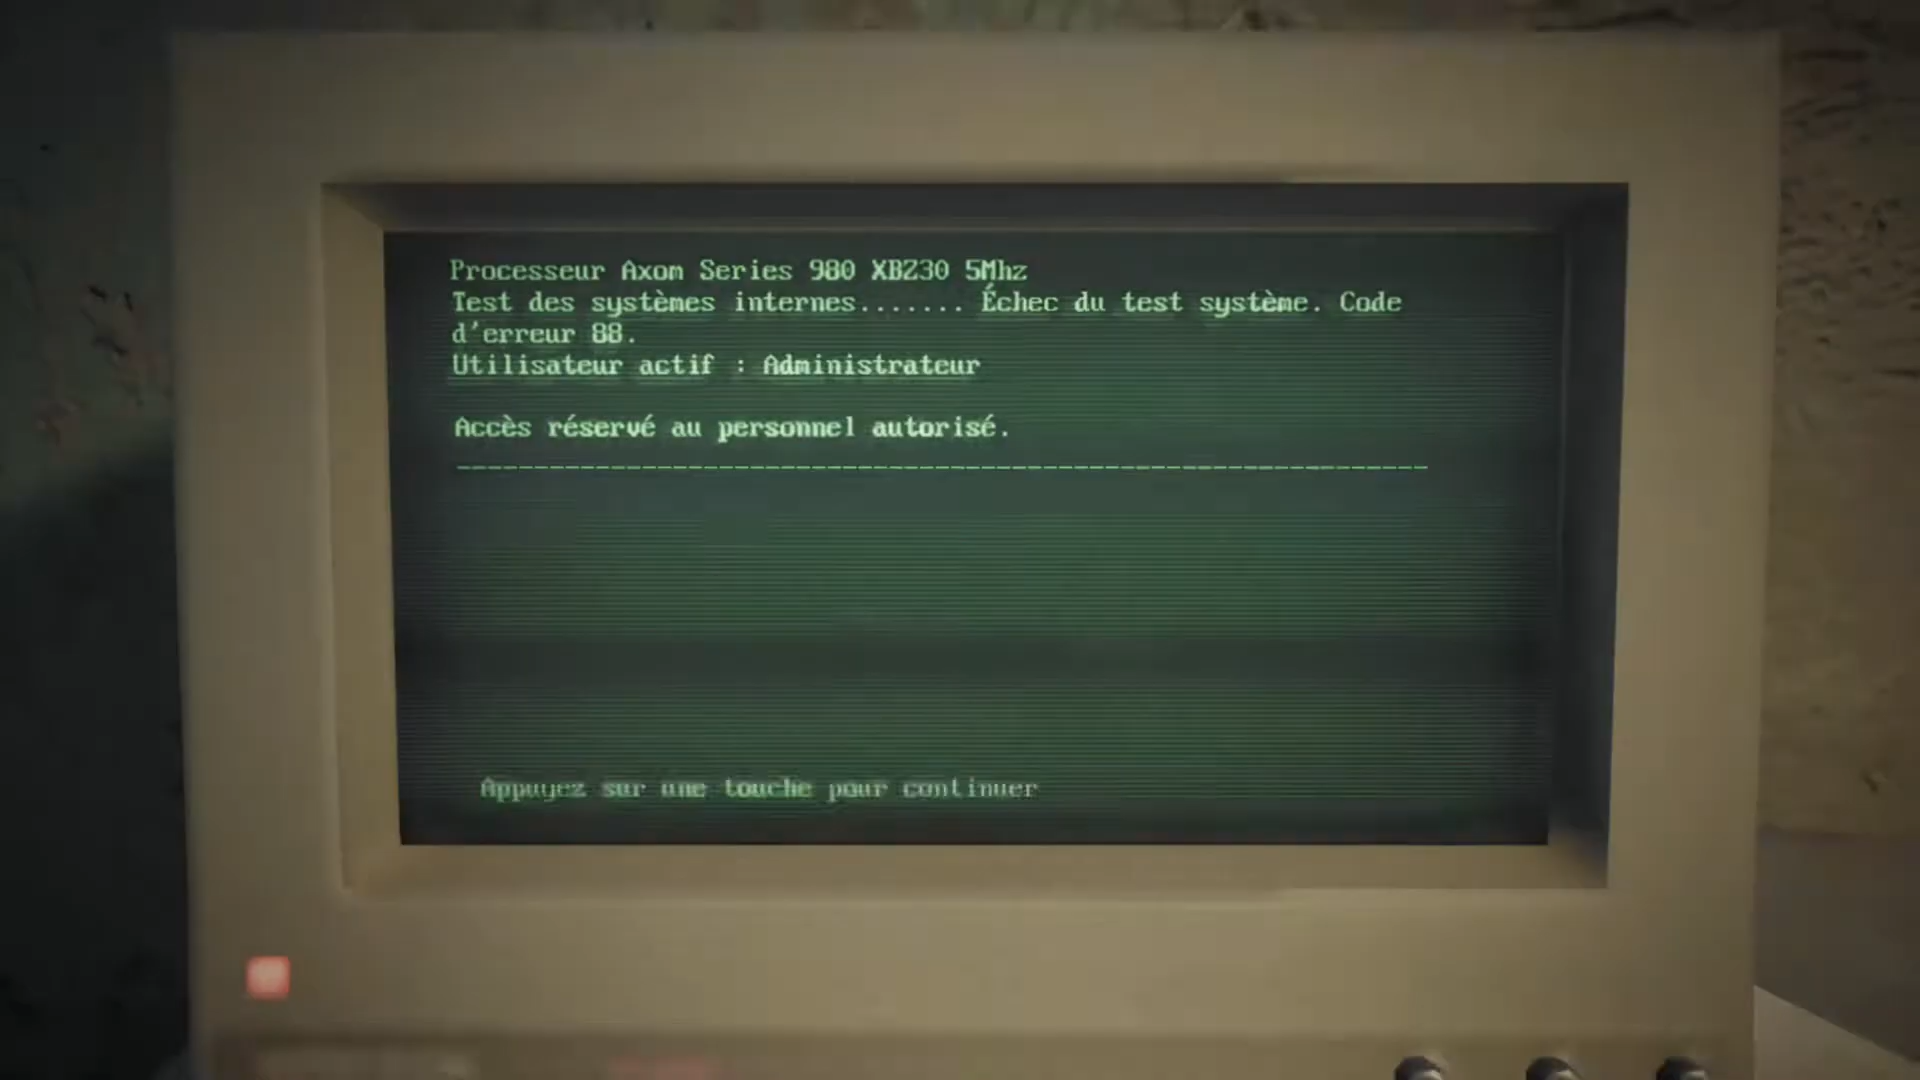 Processeur Axom Series 980 XBZ30 5Mhz
Test des systèmes internes....... Échec du test système. Code
d'erreur 88.
Utilisateur actif : Administrateur
Accès réservé au personnel autorisé.
Appuyez sur une touche pour continuer